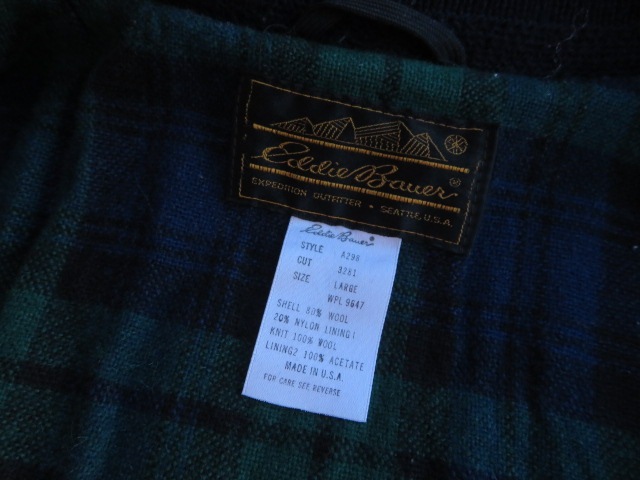 Eddie Bauer ®
EXPEDITION OUTFITTER • SEATTLE, U.S.A.
Eddie Bauer®
STYLE A298
CUT 3281
SIZE LARGE
WPL 9647
SHELL 80% WOOL
20% NYLON LINING1
KNIT 100% WOOL
LINING2 100% ACETATE
MADE IN U.S.A.
FOR CARE SEE REVERSE